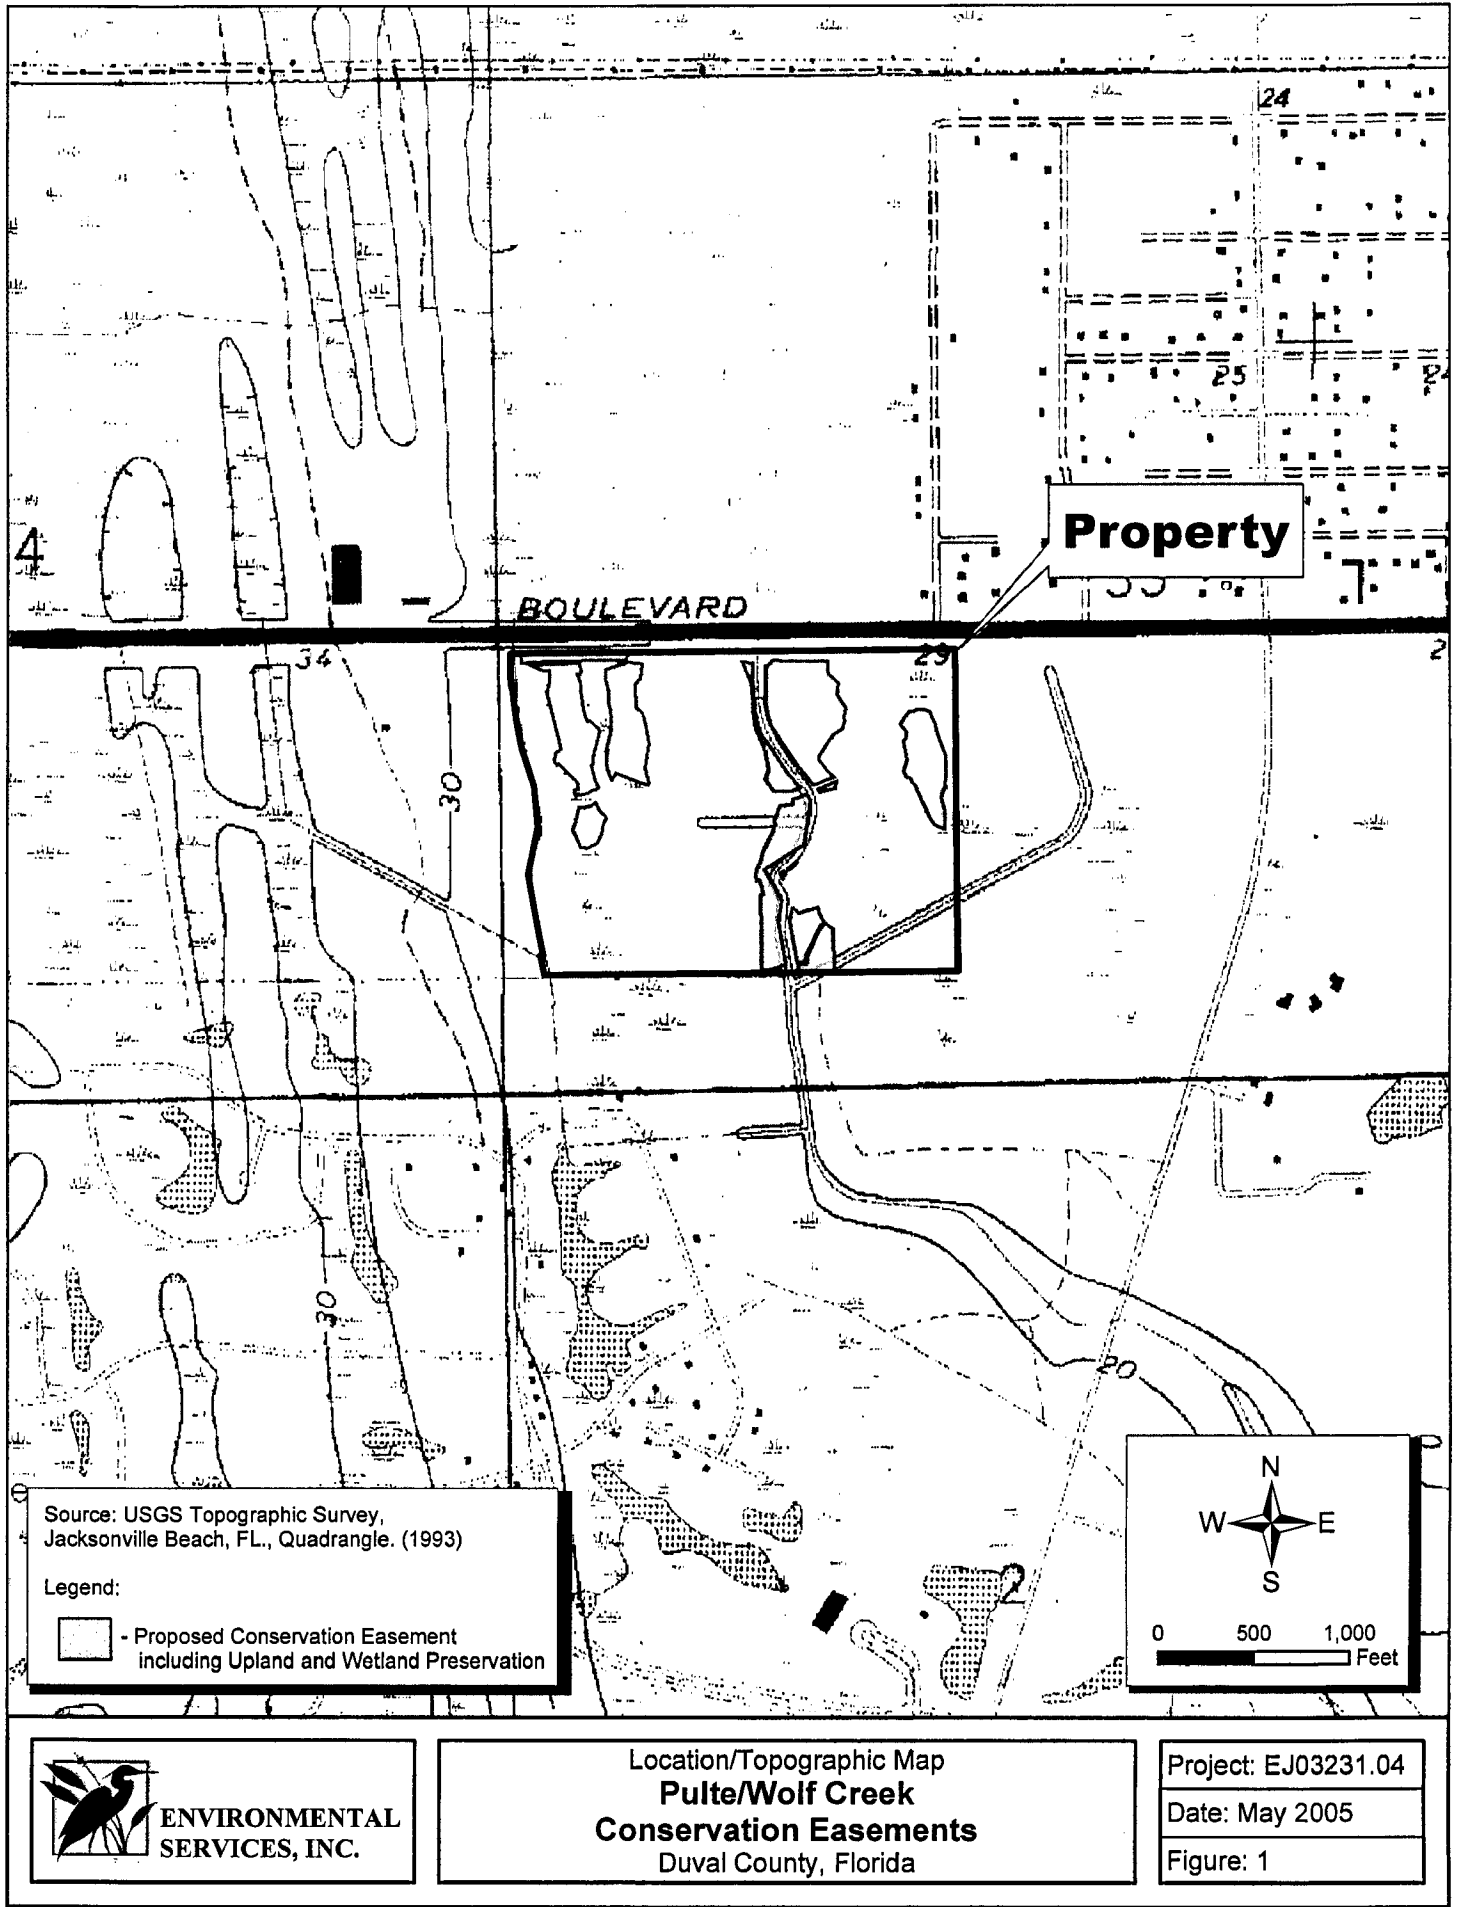 24
25
4
Property
BOULEVARD
34
29
2
30
30
20
2
Source: USGS Topographic Survey,
Jacksonville Beach, FL., Quadrangle. (1993)
Legend:
- Proposed Conservation Easement
including Upland and Wetland Preservation
N
W E
S
0 500 1,000
Feet
ENVIRONMENTAL
SERVICES, INC.
Location/Topographic Map
Pulte/Wolf Creek
Conservation Easements
Duval County, Florida
Project: EJ03231.04
Date: May 2005
Figure: 1